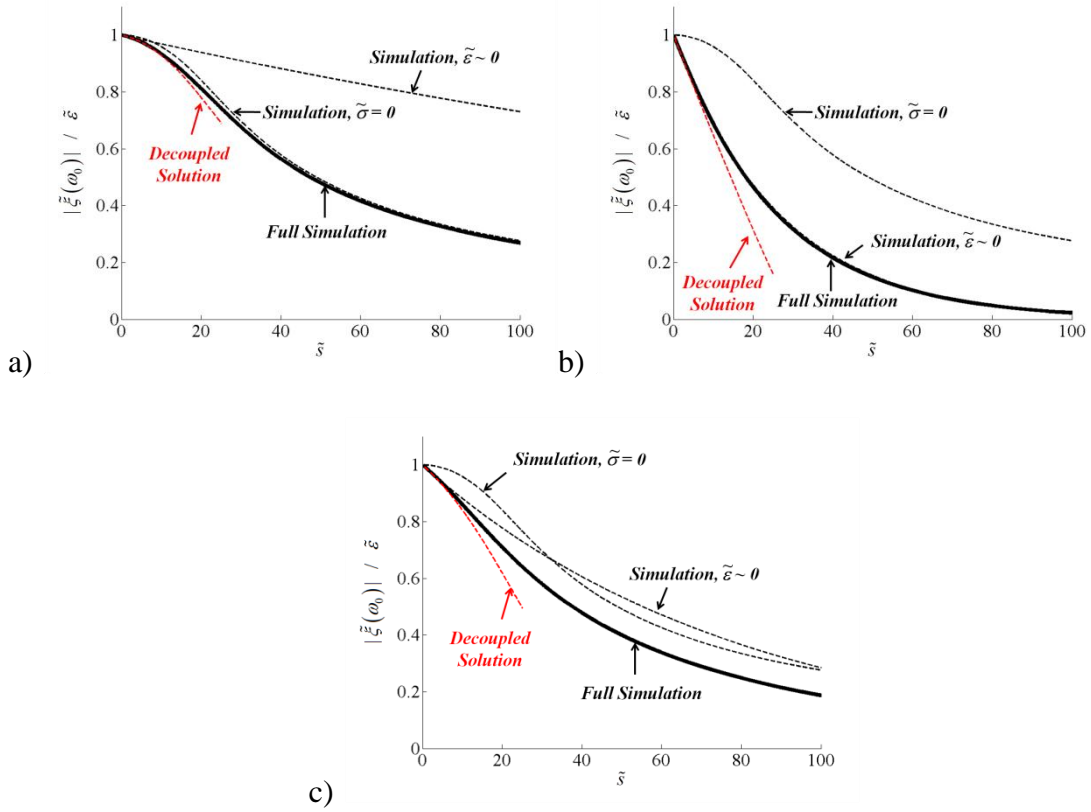 Simulation, ε̃ ~ 0
Simulation, σ̃ = 0
Decoupled
Solution
Full Simulation
|ξ̃(ω₀)| / ε̃
1
0.8
0.6
0.4
0.2
0
0 20 40 60 80 100
s̃
a)
Simulation, σ̃ = 0
Simulation, ε̃ ~ 0
Decoupled
Solution
Full Simulation
|ξ̃(ω₀)| / ε̃
1
0.8
0.6
0.4
0.2
0
0 20 40 60 80 100
s̃
b)
Simulation, σ̃ = 0
Simulation, ε̃ ~ 0
Decoupled
Solution
Full Simulation
|ξ̃(ω₀)| / ε̃
1
0.8
0.6
0.4
0.2
0
0 20 40 60 80 100
s̃
c)